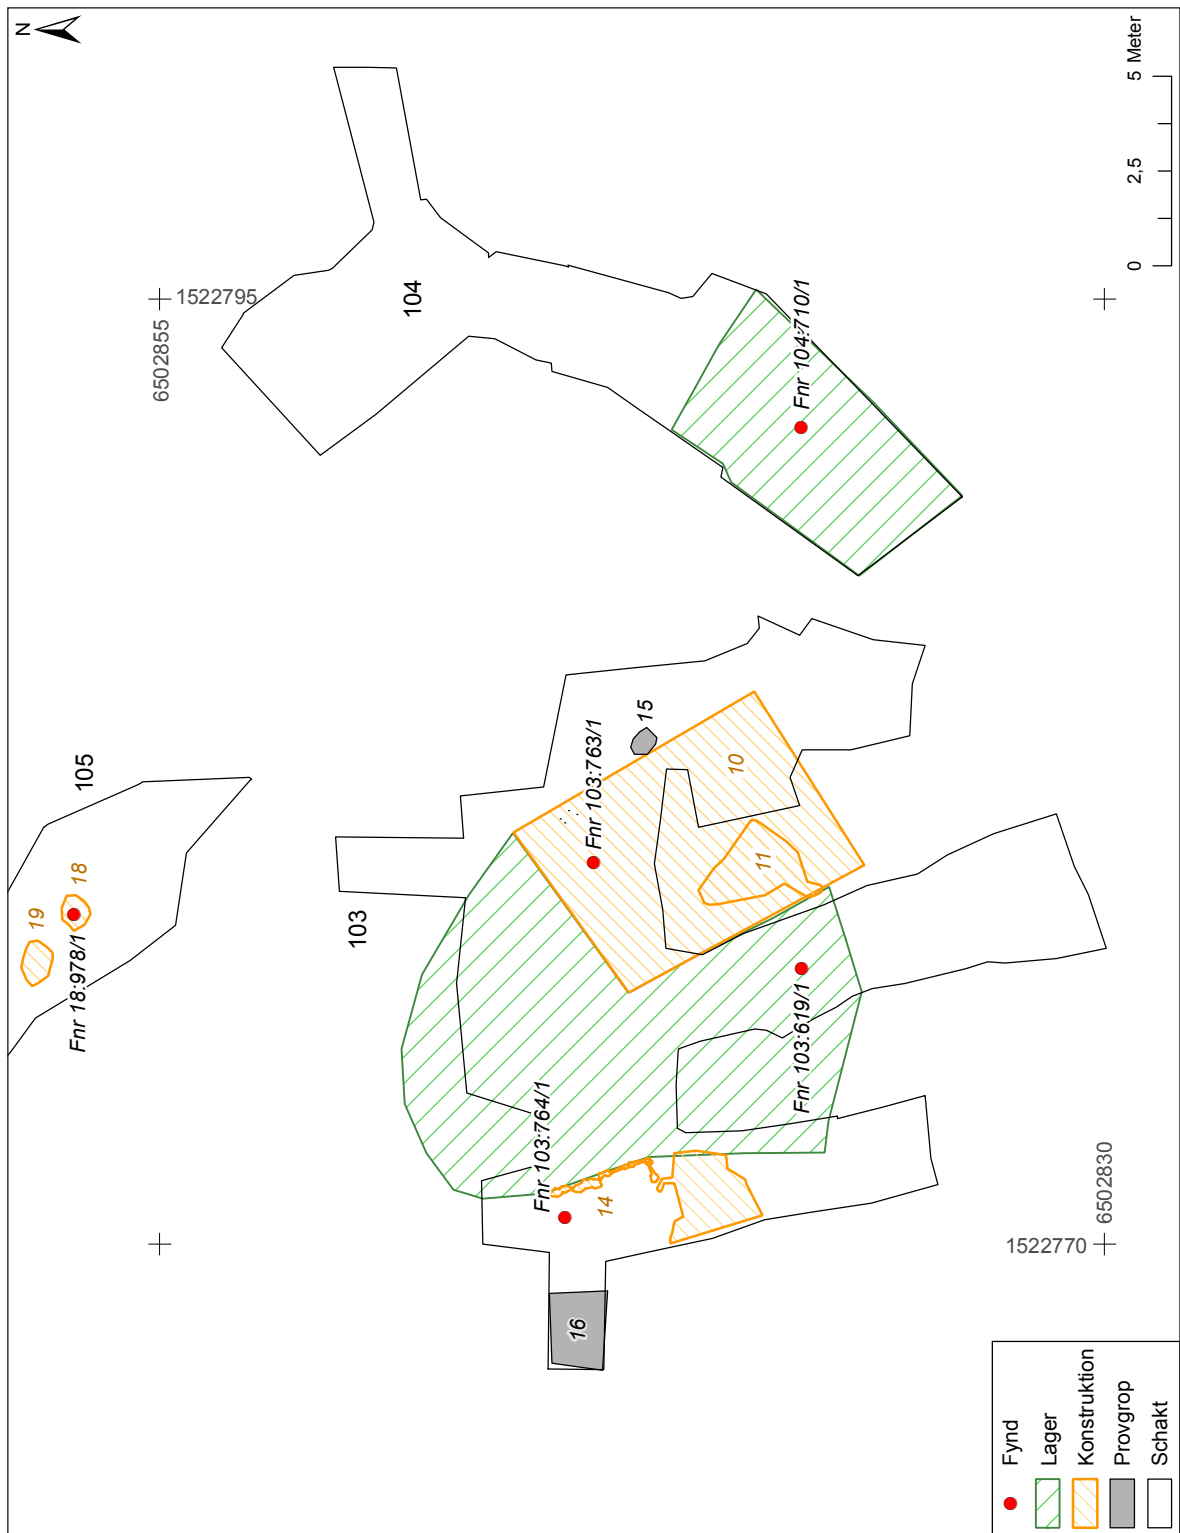 N
105
19
18
Fnr 18:978/1
6502855
1522795
104
103
Fnr 104:710/1
Fnr 103:763/1
15
10
11
Fnr 103:764/1
14
Fnr 103:619/1
16
1522770
6502830
0
2,5
5 Meter
Fynd
Lager
Konstruktion
Provgrop
Schakt